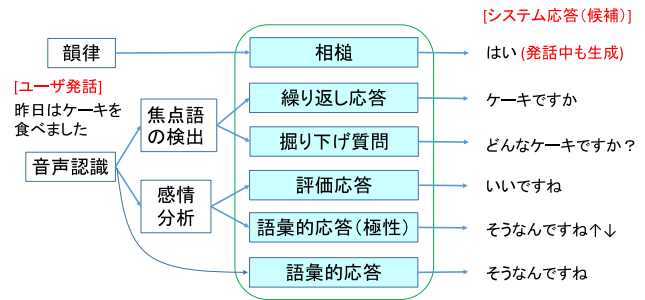 [システム応答（候補）]
韻律
相槌
はい (発話中も生成)
[ユーザ発話]
昨日はケーキを
食べました
焦点語
の検出
繰り返し応答
ケーキですか
掘り下げ質問
どんなケーキですか？
音声認識
感情
分析
評価応答
いいですね
語彙的応答（極性）
そうなんですね↑↓
語彙的応答
そうなんですね